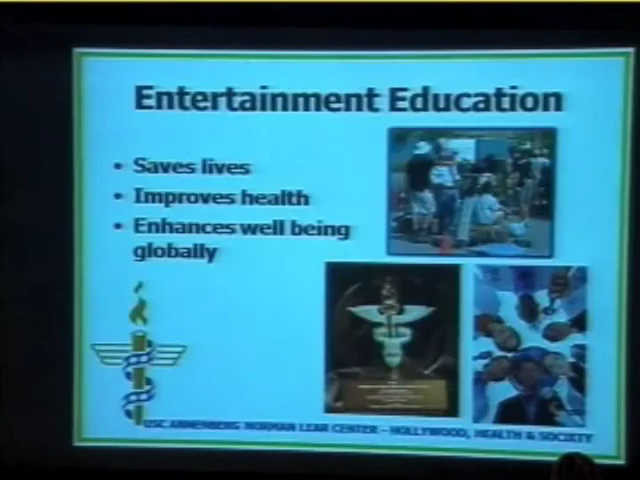 Entertainment Education
• Saves lives
• Improves health
• Enhances well being
globally
USC ANNENBERG NORMAN LEAR CENTER - HOLLYWOOD, HEALTH & SOCIETY